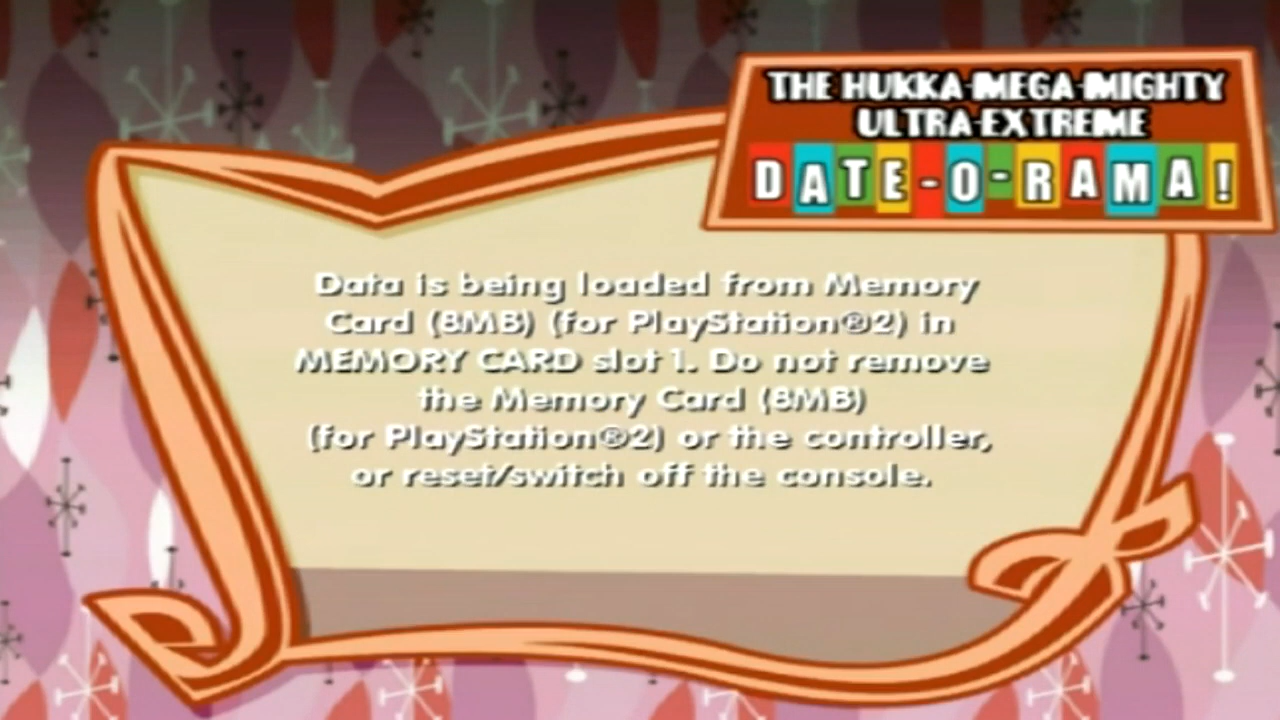 THE HUKKA-MEGA-MIGHTY
ULTRA-EXTREME
DATE-O-RAMA!
Data is being loaded from Memory
Card (8MB) (for PlayStation®2) in
MEMORY CARD slot 1. Do not remove
the Memory Card (8MB)
(for PlayStation®2) or the controller,
or reset/switch off the console.